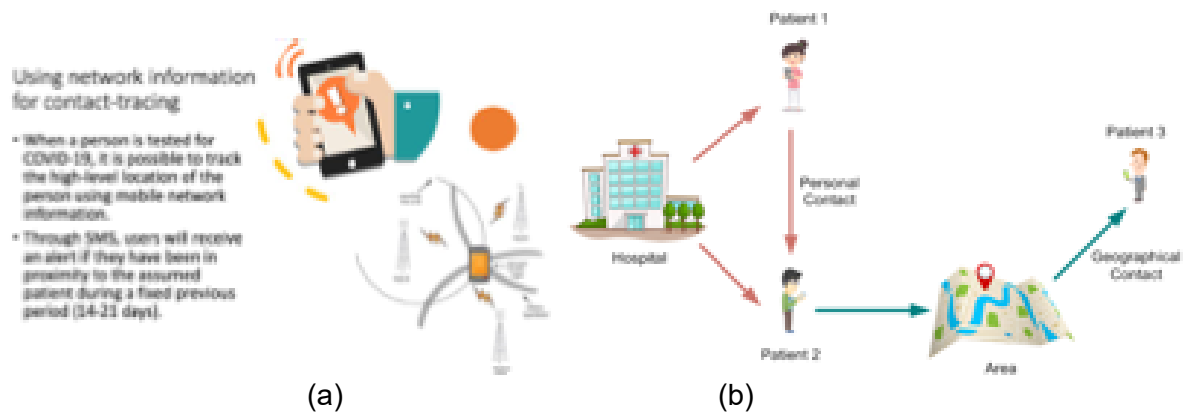 Using network information
for contact-tracing
• When a person is tested for
COVID-19, it is possible to track
the high-level location of the
person using mobile network
information.
• Through SMS, users will receive
an alert if they have been in
proximity to the assumed
patient during a fixed previous
period (14-21 days).
(a)
Patient 1
Patient 3
Personal
Contact
Hospital
Geographical
Contact
Patient 2
Area
(b)